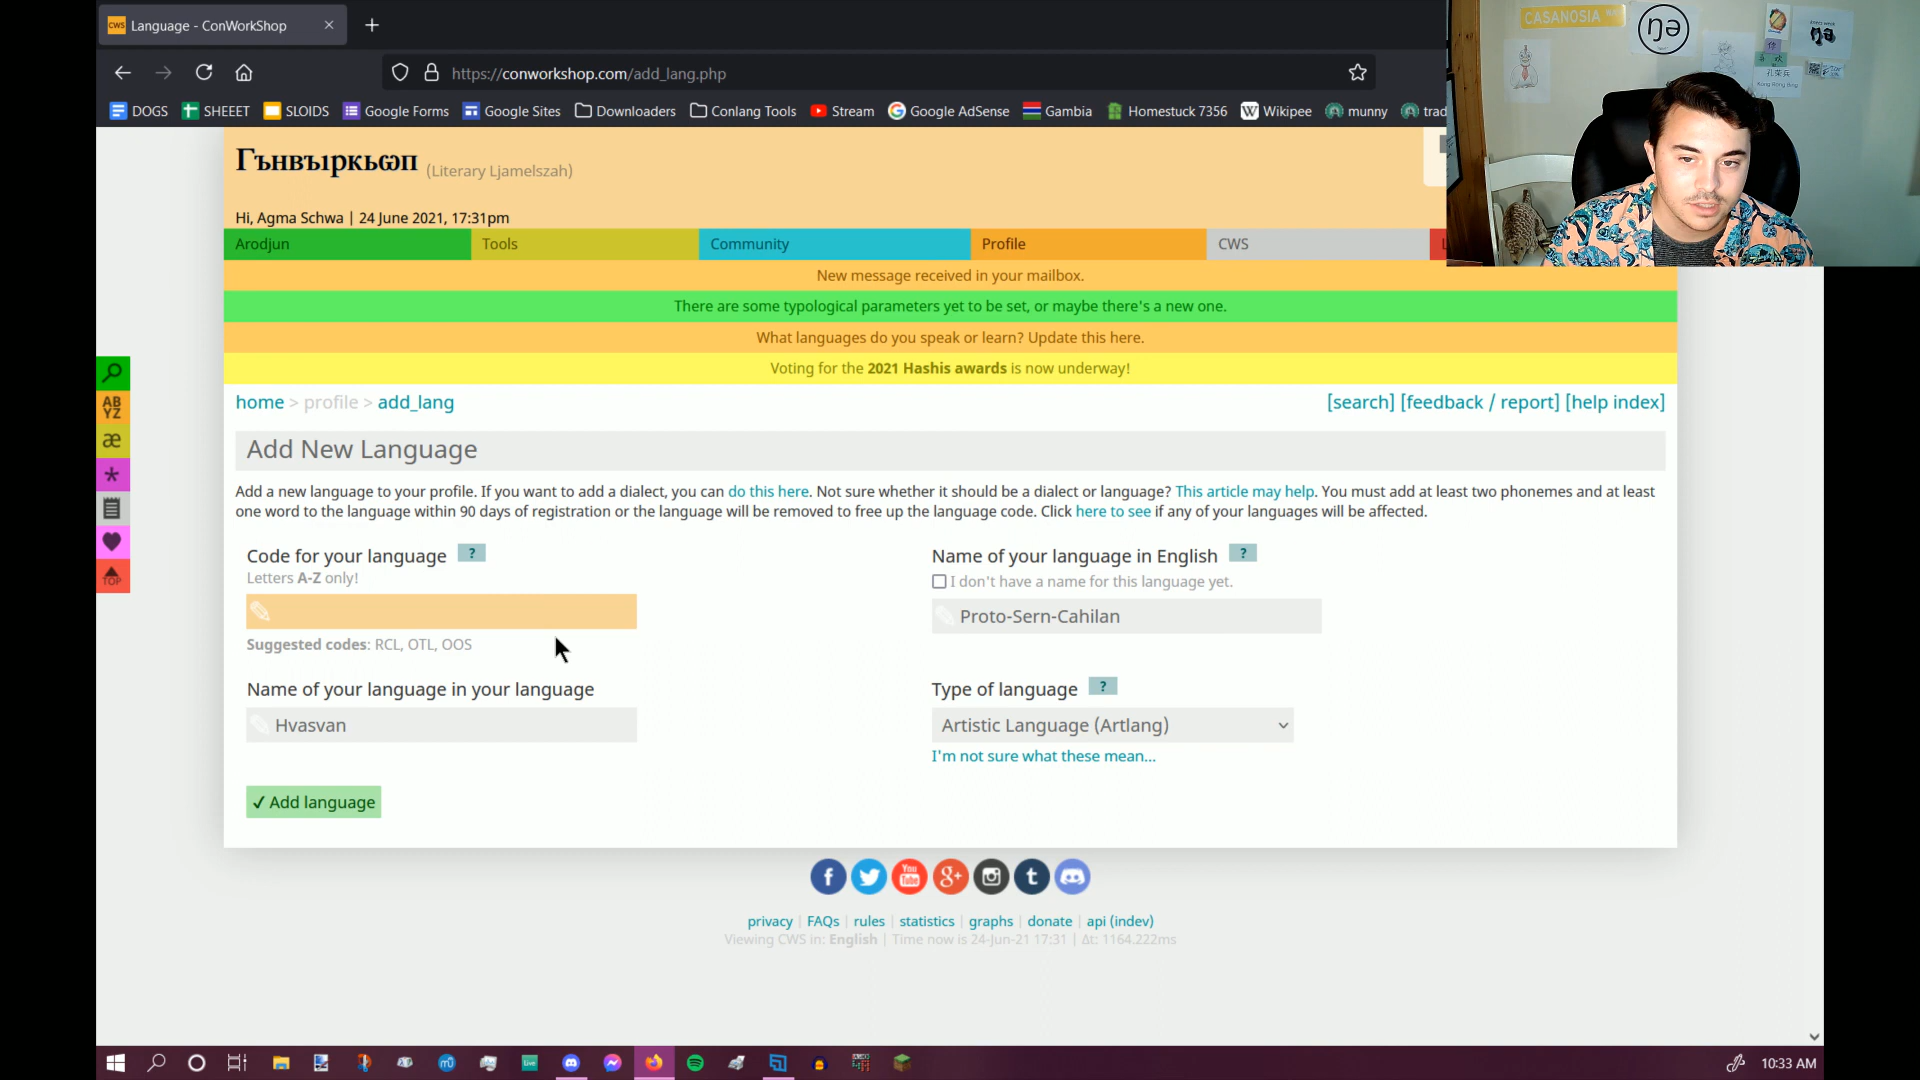 Language - ConWorkShop
https://conworkshop.com/add_lang.php
DOGS SHEEET SLOIDS Google Forms Google Sites Downloaders Conlang Tools Stream Google AdSense Gambia Homestuck 7356 Wikipee munny trad
CASANOSIA
ŋə
Гънвъıркьѡп (Literary Ljamelszah)
Hi, Agma Schwa | 24 June 2021, 17:31pm
Arodjun Tools Community Profile CWS
New message received in your mailbox.
There are some typological parameters yet to be set, or maybe there's a new one.
What languages do you speak or learn? Update this here.
Voting for the 2021 Hashis awards is now underway!
home > profile > add_lang
[search] [feedback / report] [help index]
AB
YZ
æ
*
TOP
Add New Language
Add a new language to your profile. If you want to add a dialect, you can do this here. Not sure whether it should be a dialect or language? This article may help. You must add at least two phonemes and at least
one word to the language within 90 days of registration or the language will be removed to free up the language code. Click here to see if any of your languages will be affected.
Code for your language ?
Letters A-Z only!
Suggested codes: RCL, OTL, OOS
Name of your language in English ?
I don't have a name for this language yet.
Proto-Sern-Cahilan
Name of your language in your language
Hvasvan
Type of language ?
Artistic Language (Artlang)
I'm not sure what these mean...
✓ Add language
privacy | FAQs | rules | statistics | graphs | donate | api (indev)
Viewing CWS in: English | Time now is 24-Jun-21 17:31 | Δt: 1164.222ms
10:33 AM